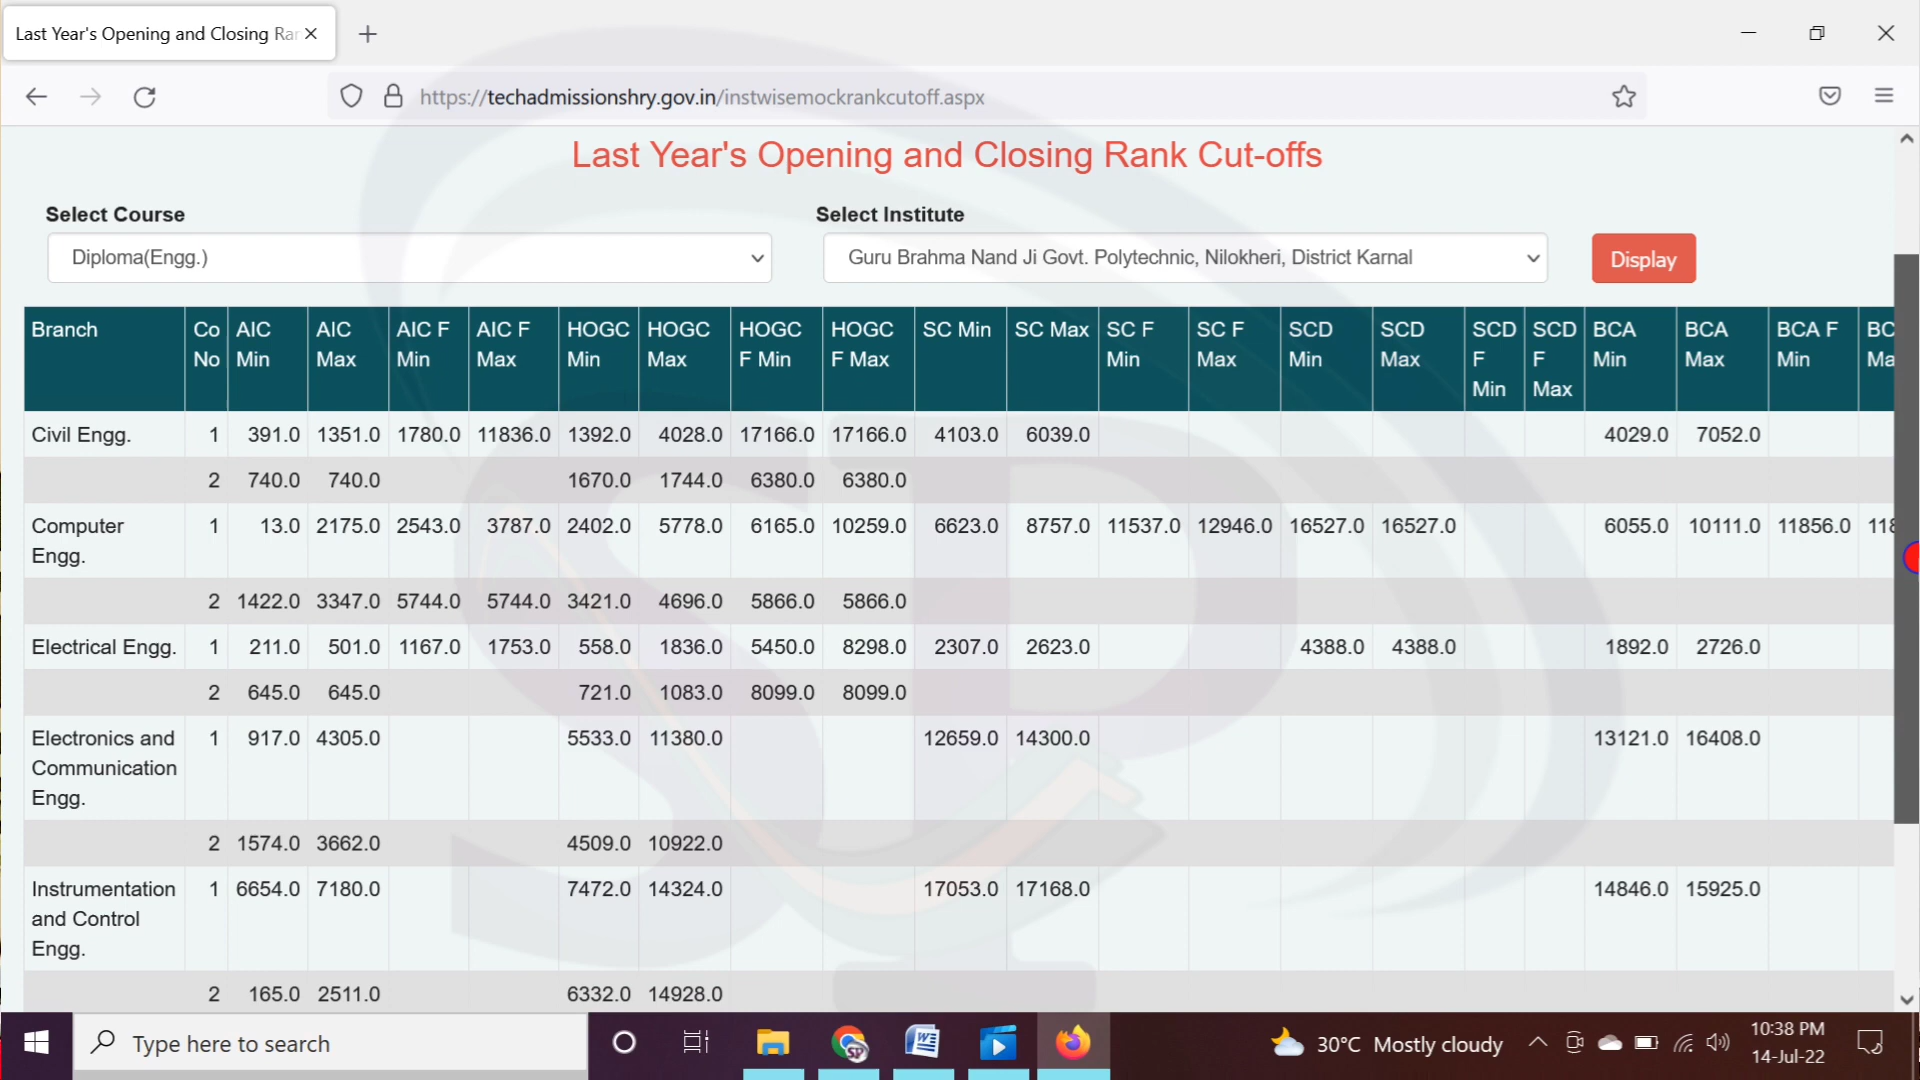 Last Year's Opening and Closing Rar
https://techadmissionshry.gov.in/instwisemockrankcutoff.aspx
Last Year's Opening and Closing Rank Cut-offs
Select Course Select Institute
Diploma(Engg.) Guru Brahma Nand Ji Govt. Polytechnic, Nilokheri, District Karnal Display
Branch Co No AIC Min AIC Max AIC F Min AIC F Max HOGC Min HOGC Max HOGC F Min HOGC F Max SC Min SC Max SC F Min SC F Max SCD Min SCD Max SCD F Min SCD F Max BCA Min BCA Max BCA F Min BC Ma
Civil Engg. 1 391.0 1351.0 1780.0 11836.0 1392.0 4028.0 17166.0 17166.0 4103.0 6039.0 4029.0 7052.0
2 740.0 740.0 1670.0 1744.0 6380.0 6380.0
Computer Engg. 1 13.0 2175.0 2543.0 3787.0 2402.0 5778.0 6165.0 10259.0 6623.0 8757.0 11537.0 12946.0 16527.0 16527.0 6055.0 10111.0 11856.0 118
2 1422.0 3347.0 5744.0 5744.0 3421.0 4696.0 5866.0 5866.0
Electrical Engg. 1 211.0 501.0 1167.0 1753.0 558.0 1836.0 5450.0 8298.0 2307.0 2623.0 4388.0 4388.0 1892.0 2726.0
2 645.0 645.0 721.0 1083.0 8099.0 8099.0
Electronics and Communication Engg. 1 917.0 4305.0 5533.0 11380.0 12659.0 14300.0 13121.0 16408.0
2 1574.0 3662.0 4509.0 10922.0
Instrumentation and Control Engg. 1 6654.0 7180.0 7472.0 14324.0 17053.0 17168.0 14846.0 15925.0
2 165.0 2511.0 6332.0 14928.0
SP
Type here to search 30°C Mostly cloudy 10:38 PM
14-Jul-22